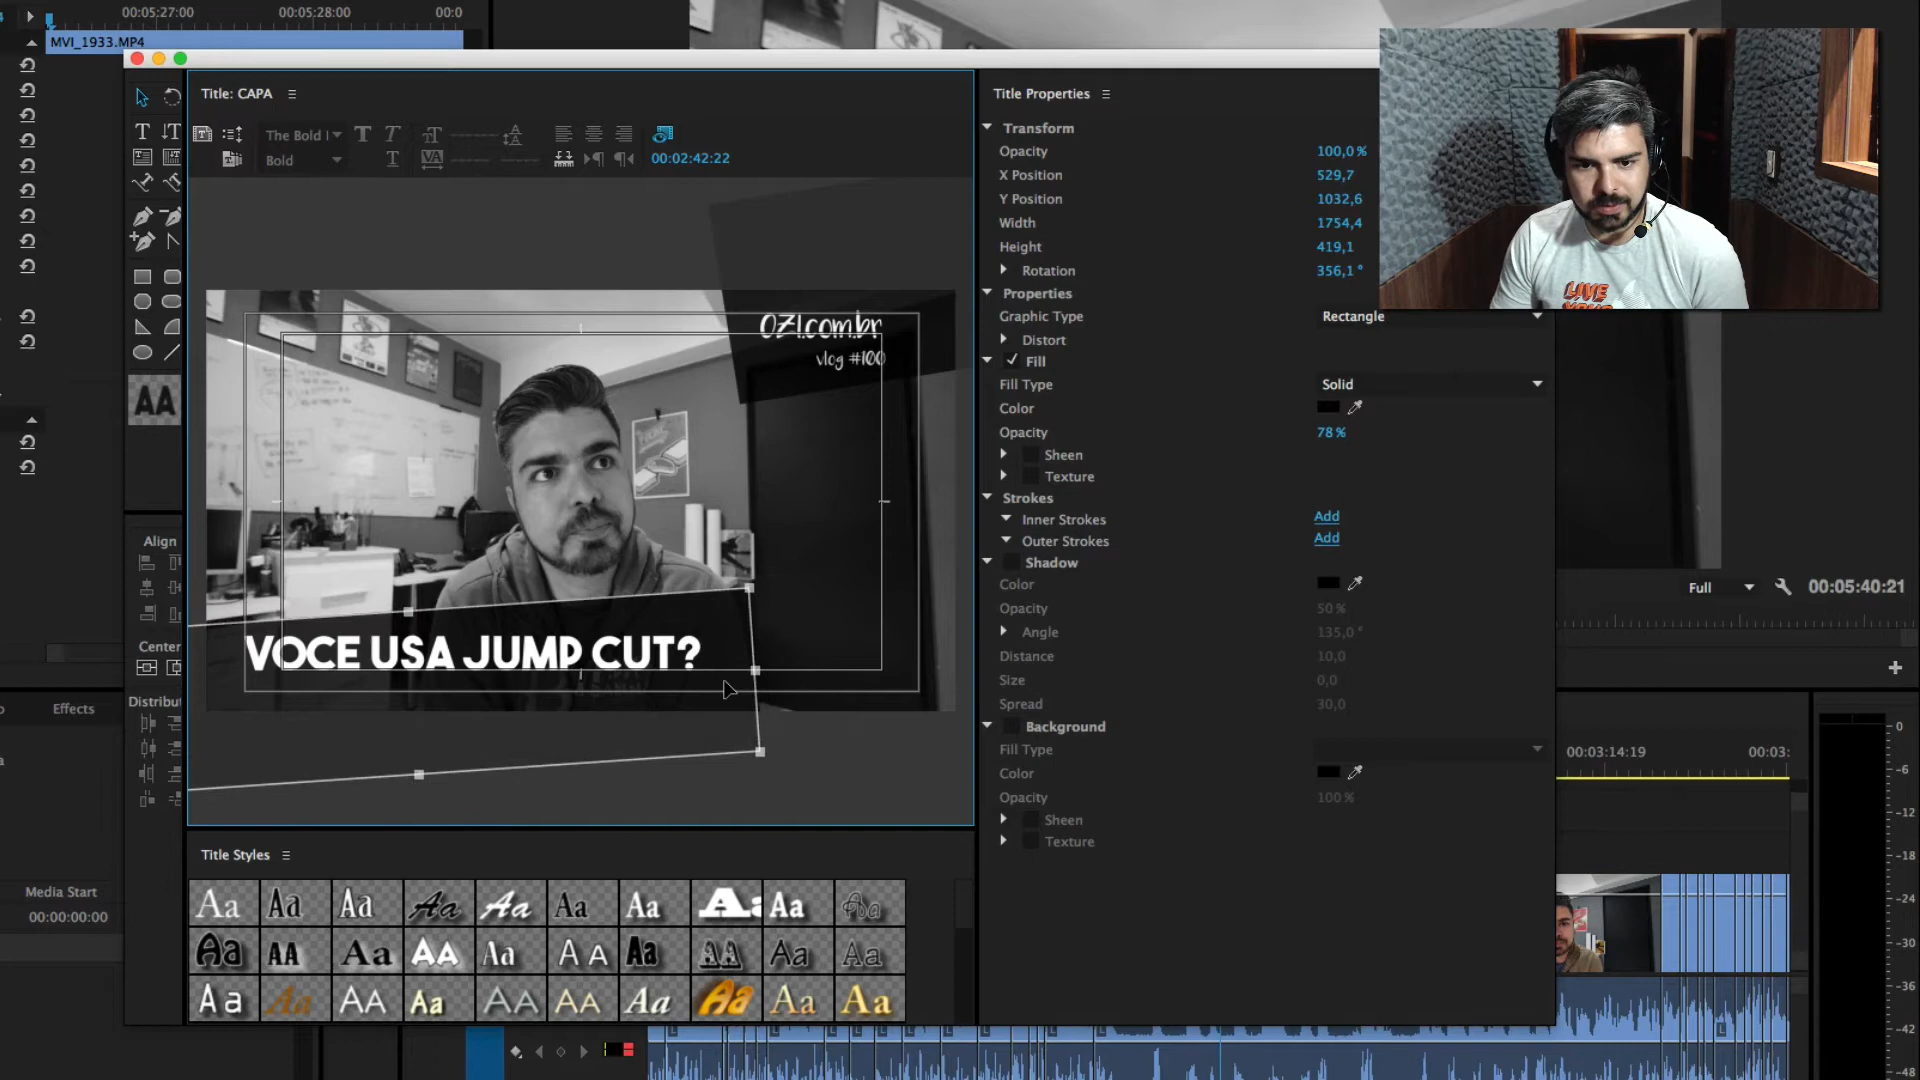 00:05:27:00
00:05:28:00
00:0
MVI_1933.MP4
Title: CAPA
The Bold
Bold
00:02:42:22
OZI.com.br
vlog #100
VOCE USA JUMP CUT?
Align
Center
Distribut
Effects
Media Start
00:00:00:00
Title Styles
Aa Aa Aa Aa Aa Aa Aa Aa Aa
Aa AA Aa AA Aa AA Aa AA Aa Aa
Aa Aa AA Aa AA AA Aa Aa Aa Aa
Title Properties
Transform
Opacity 100,0 %
X Position 529,7
Y Position 1032,6
Width 1754,4
Height 419,1
Rotation 356,1 °
Properties
Graphic Type Rectangle
Distort
Fill
Fill Type Solid
Color
Opacity 78 %
Sheen
Texture
Strokes
Inner Strokes Add
Outer Strokes Add
Shadow
Color
Opacity 50 %
Angle 135,0 °
Distance 10,0
Size 0,0
Spread 30,0
Background
Fill Type
Color
Opacity 100 %
Sheen
Texture
LIVE
YOUR
Full
00:05:40:21
00:03:14:19
00:03:
0
-6
-12
-18
-24
-30
-36
-42
-48